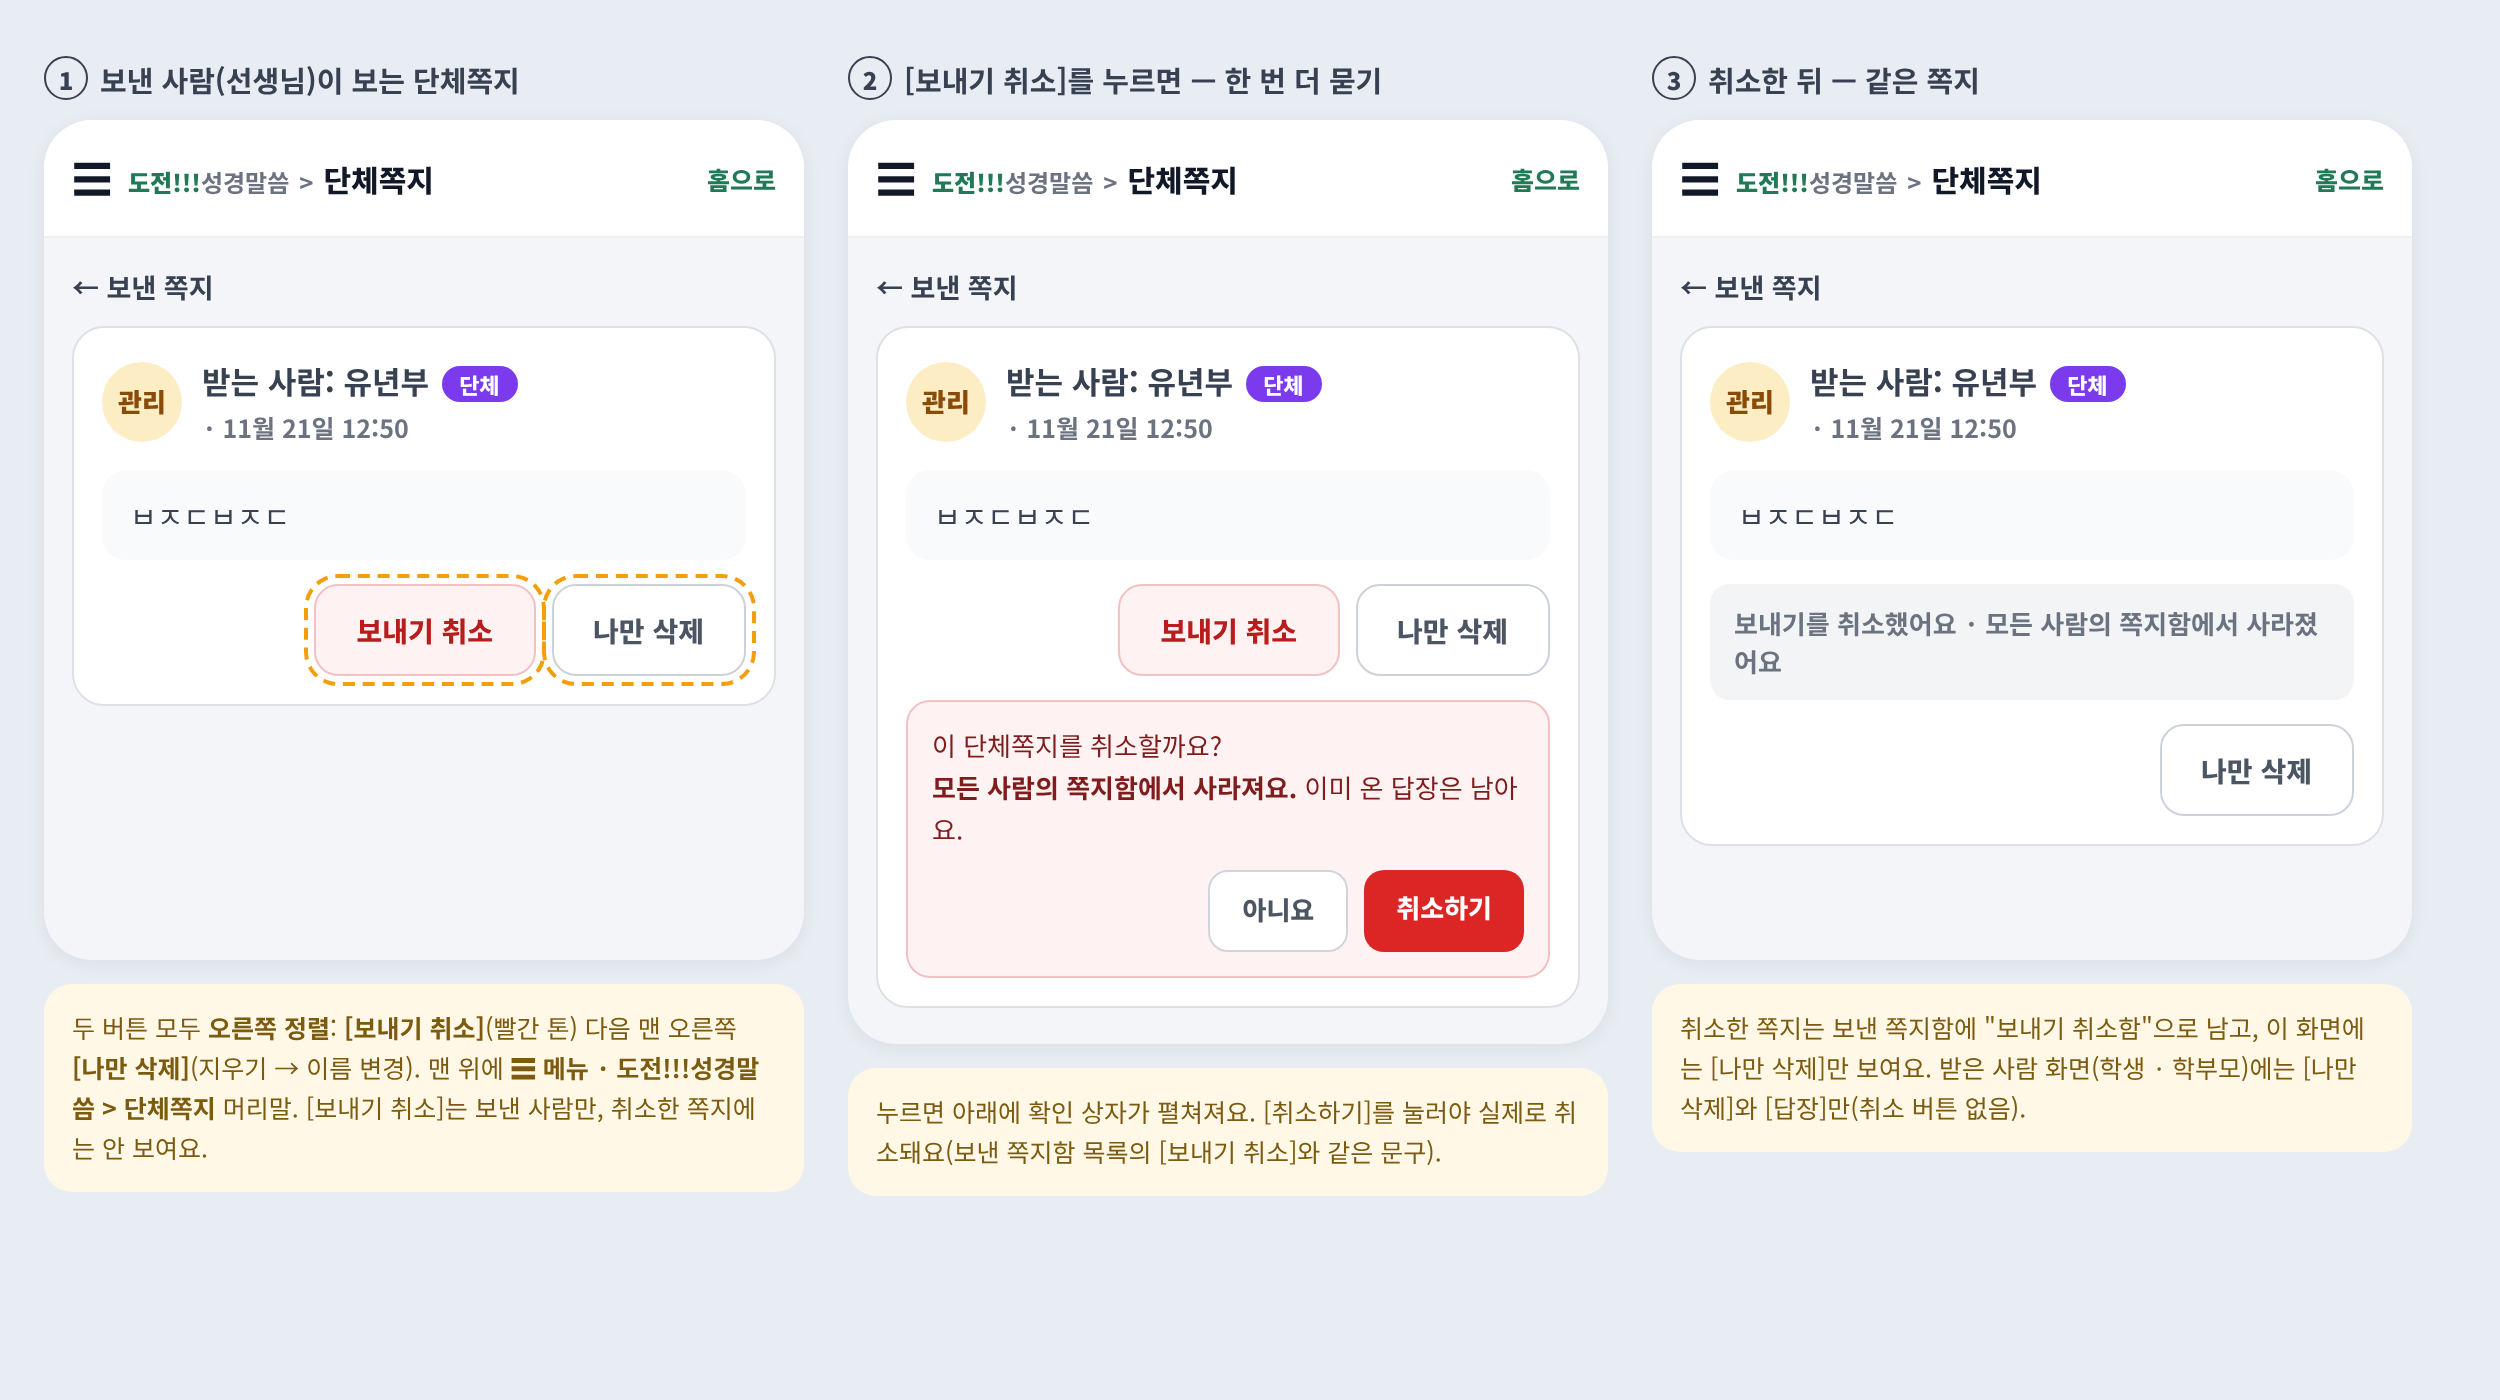 1 보낸 사람(선생님)이 보는 단체쪽지
☰ 도전!!!성경말씀 > 단체쪽지 홈으로
← 보낸 쪽지
관리 받는 사람: 유년부 단체
· 11월 21일 12:50
ㅂㅈㄷㅂㅈㄷ
보내기 취소 나만 삭제
두 버튼 모두 오른쪽 정렬: [보내기 취소](빨간 톤) 다음 맨 오른쪽
[나만 삭제](지우기 → 이름 변경). 맨 위에 ☰ 메뉴 · 도전!!!성경말
씀 > 단체쪽지 머리말. [보내기 취소]는 보낸 사람만, 취소한 쪽지에
는 안 보여요.
2 [보내기 취소]를 누르면 — 한 번 더 묻기
☰ 도전!!!성경말씀 > 단체쪽지 홈으로
← 보낸 쪽지
관리 받는 사람: 유년부 단체
· 11월 21일 12:50
ㅂㅈㄷㅂㅈㄷ
보내기 취소 나만 삭제
이 단체쪽지를 취소할까요?
모든 사람의 쪽지함에서 사라져요. 이미 온 답장은 남아
요.
아니요 취소하기
누르면 아래에 확인 상자가 펼쳐져요. [취소하기]를 눌러야 실제로 취
소돼요(보낸 쪽지함 목록의 [보내기 취소]와 같은 문구).
3 취소한 뒤 — 같은 쪽지
☰ 도전!!!성경말씀 > 단체쪽지 홈으로
← 보낸 쪽지
관리 받는 사람: 유년부 단체
· 11월 21일 12:50
ㅂㅈㄷㅂㅈㄷ
보내기를 취소했어요 · 모든 사람의 쪽지함에서 사라졌
어요
나만 삭제
취소한 쪽지는 보낸 쪽지함에 "보내기 취소함"으로 남고, 이 화면에
는 [나만 삭제]만 보여요. 받은 사람 화면(학생 · 학부모)에는 [나만
삭제]와 [답장]만(취소 버튼 없음).